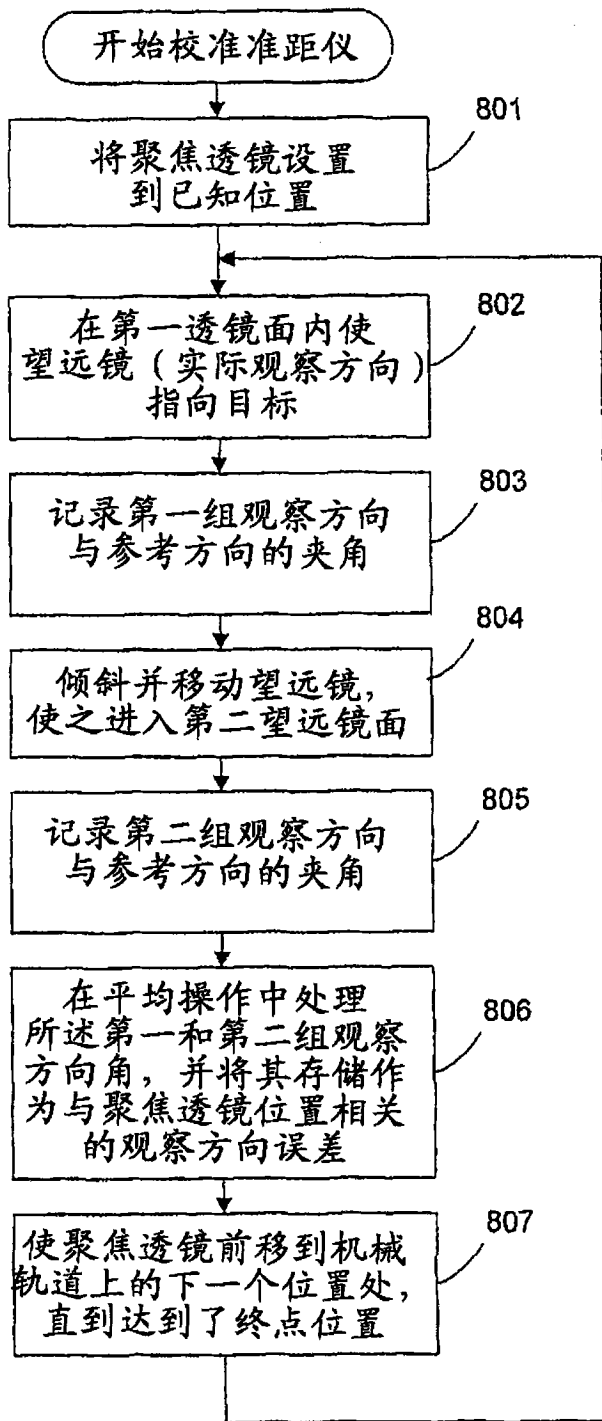 开始校准准距仪
801
将聚焦透镜设置
到已知位置
802
在第一透镜面内使
望远镜(实际观察方向)
指向目标
803
记录第一组观察方向
与参考方向的夹角
804
倾斜并移动望远镜,
使之进入第二望远镜面
805
记录第二组观察方向
与参考方向的夹角
806
在平均操作中处理
所述第一和第二组观察
方向角,并将其存储作
为与聚焦透镜位置相关
的观察方向误差
807
使聚焦透镜前移到机械
轨道上的下一个位置处,
直到达到了终点位置